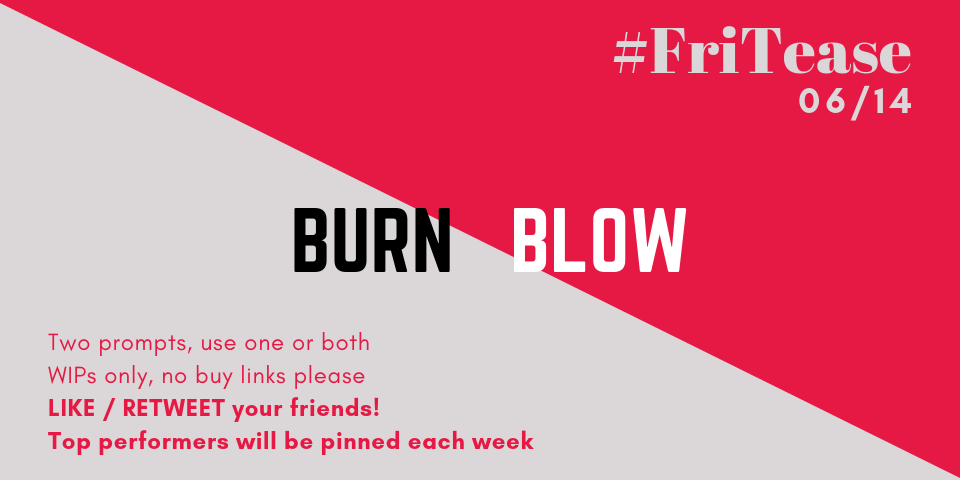 #FriTease
06/14
BURN BLOW
Two prompts, use one or both
WIPs only, no buy links please
LIKE / RETWEET your friends!
Top performers will be pinned each week